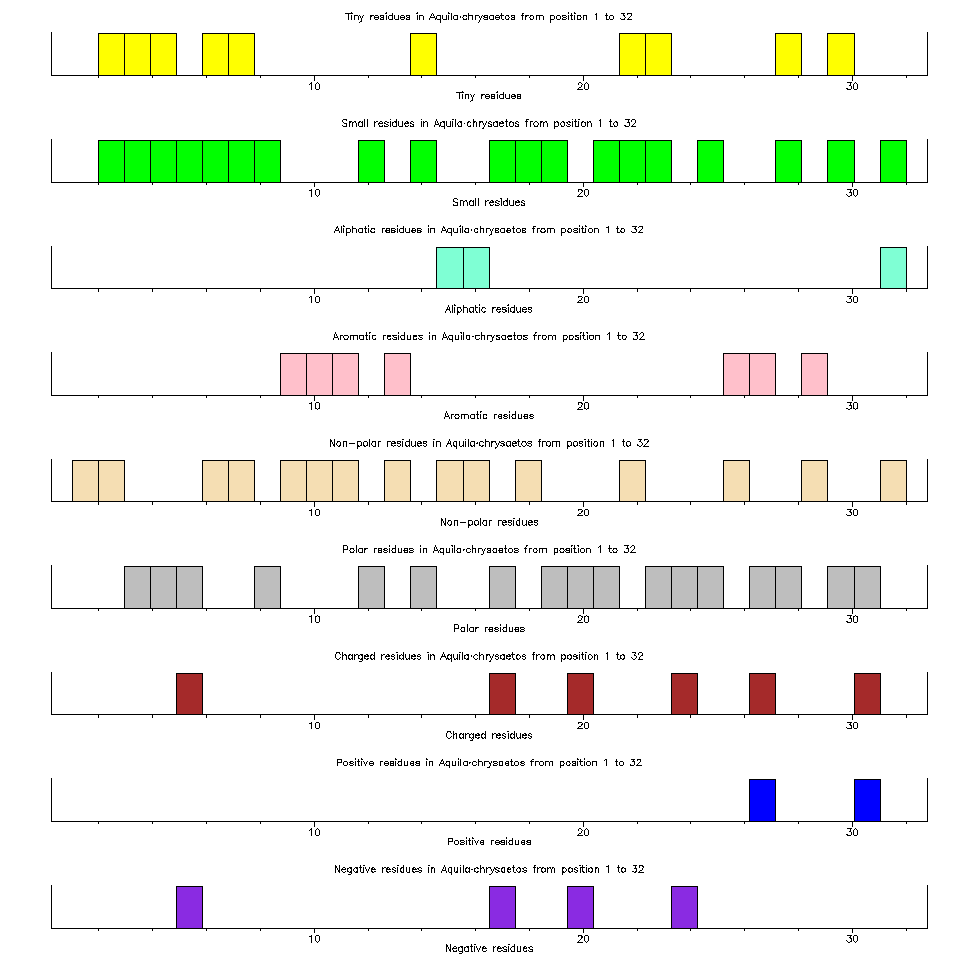 Tiny residues in Aquila-chrysaetos from position 1 to 32
10 20 30
Tiny residues
Small residues in Aquila-chrysaetos from position 1 to 32
10 20 30
Small residues
Aliphatic residues in Aquila-chrysaetos from position 1 to 32
10 20 30
Aliphatic residues
Aromatic residues in Aquila-chrysaetos from position 1 to 32
10 20 30
Aromatic residues
Non-polar residues in Aquila-chrysaetos from position 1 to 32
10 20 30
Non-polar residues
Polar residues in Aquila-chrysaetos from position 1 to 32
10 20 30
Polar residues
Charged residues in Aquila-chrysaetos from position 1 to 32
10 20 30
Charged residues
Positive residues in Aquila-chrysaetos from position 1 to 32
10 20 30
Positive residues
Negative residues in Aquila-chrysaetos from position 1 to 32
10 20 30
Negative residues